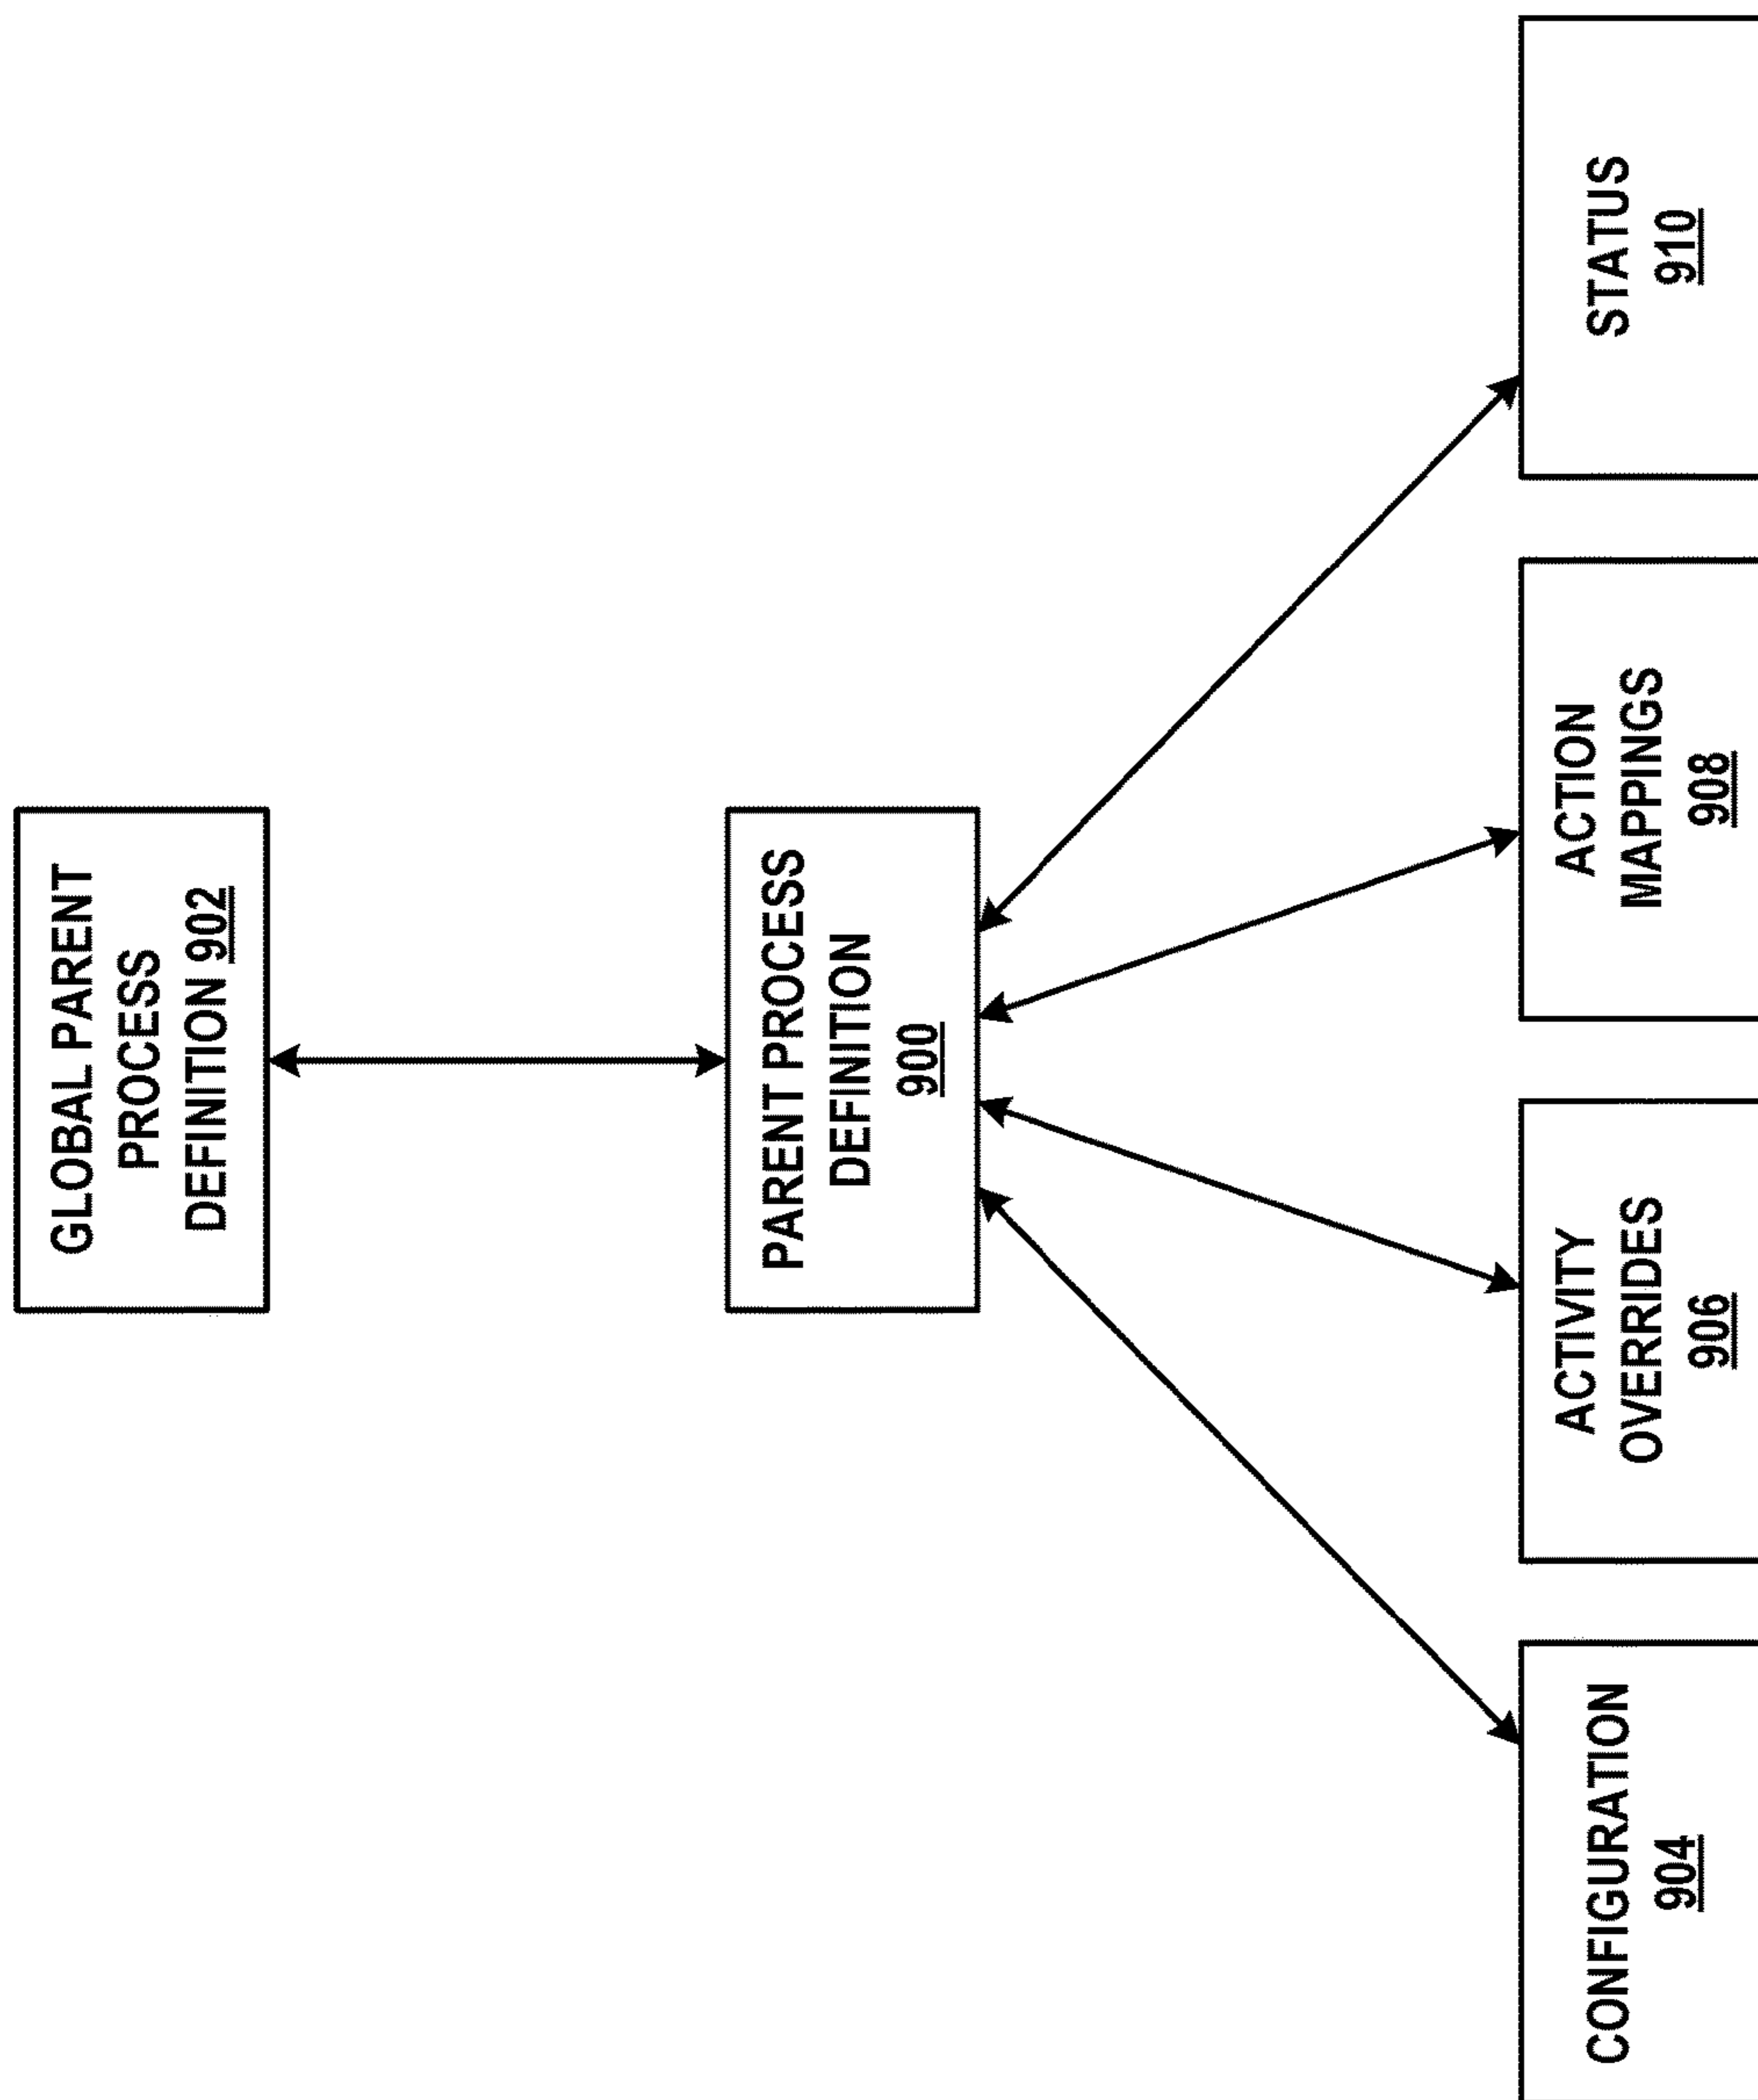 GLOBAL PARENT
PROCESS
DEFINITION 902
PARENT PROCESS
DEFINITION
900
CONFIGURATION
904
ACTIVITY
OVERRIDES
906
ACTION
MAPPINGS
908
STATUS
910